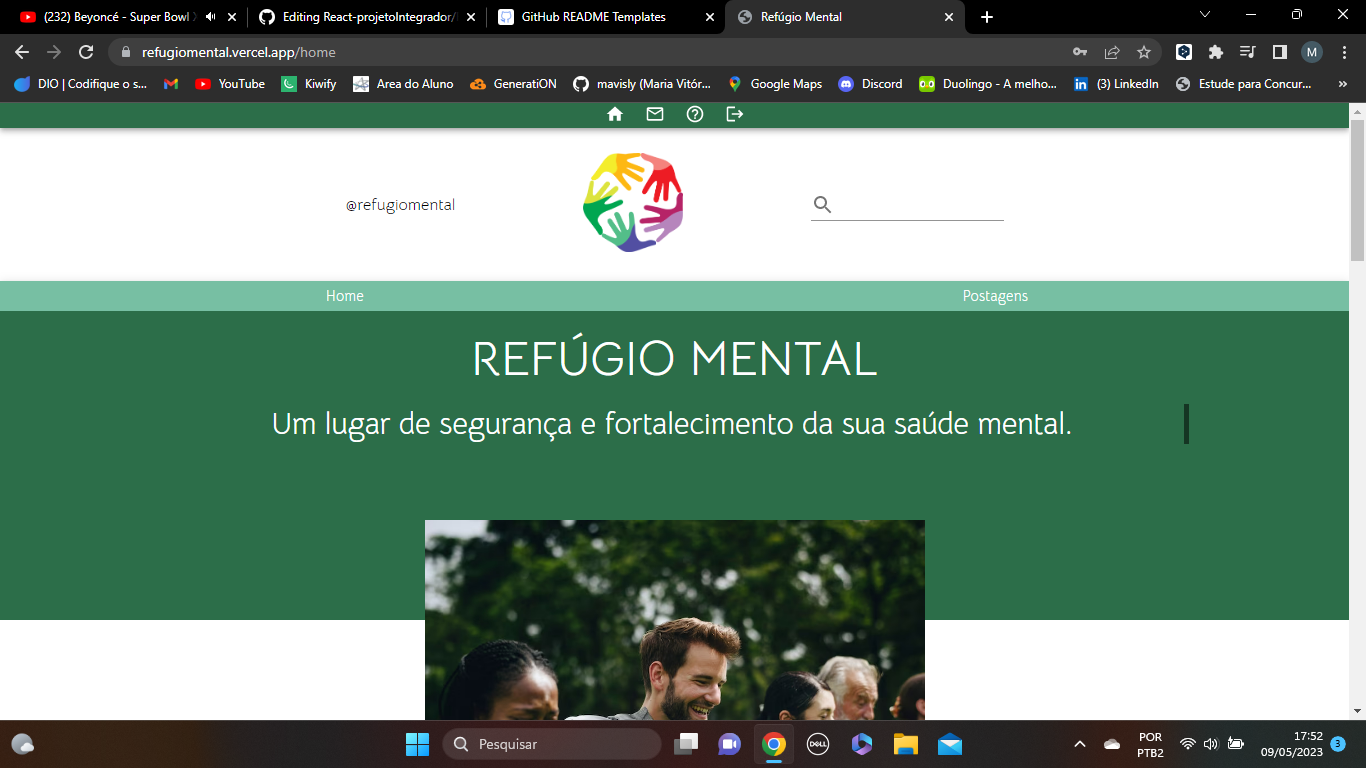 (232) Beyoncé - Super Bowl
Editing React-projetoIntegrador/
GitHub README Templates
Refúgio Mental
refugiomental.vercel.app/home
M
DIO | Codifique o s...
YouTube
Kiwify
Area do Aluno
GeneratiON
mavisly (Maria Vitór...
Google Maps
Discord
Duolingo - A melho...
(3) LinkedIn
Estude para Concur...
@refugiomental
Home
Postagens
REFÚGIO MENTAL
Um lugar de segurança e fortalecimento da sua saúde mental.
Pesquisar
DELL
POR
PTB2
17:52
09/05/2023
3